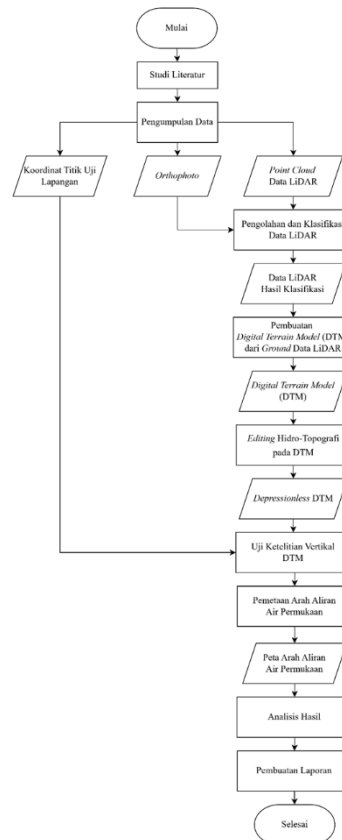 Mulai
Studi Literatur
Pengumpulan Data
Koordinat Titik Uji
Lapangan
Orthophoto
Point Cloud
Data LiDAR
Pengolahan dan Klasifikasi
Data LiDAR
Data LiDAR
Hasil Klasifikasi
Pembuatan
Digital Terrain Model (DTM)
dari Ground Data LiDAR
Digital Terrain Model
(DTM)
Editing Hidro-Topografi
pada DTM
Depressionless DTM
Uji Ketelitian Vertikal
DTM
Pemetaan Arah Aliran
Air Permukaan
Peta Arah Aliran
Air Permukaan
Analisis Hasil
Pembuatan Laporan
Selesai